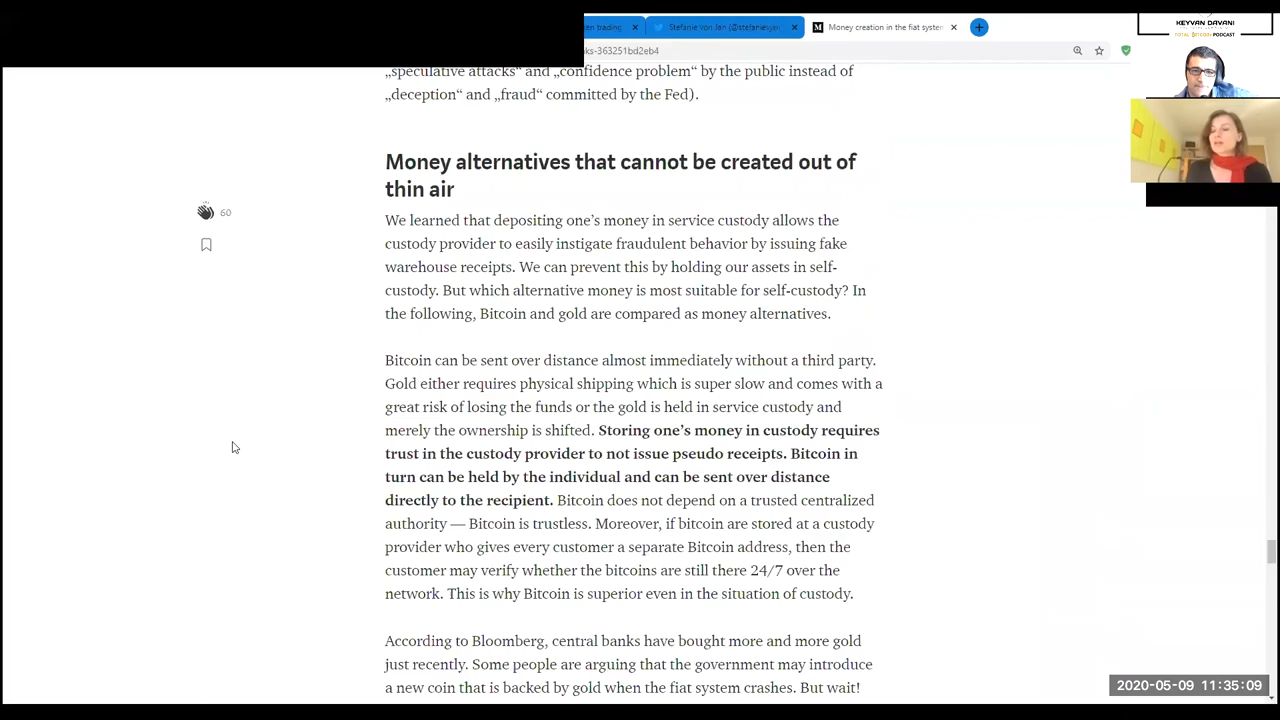 en trading
Stefanie von Jan (@stefanievjan
Money creation in the fiat system
KEYVAN DAVANI
TOTAL BITCOIN PODCAST
ks-363251bd2eb4
„speculative attacks“ and „confidence problem“ by the public instead of
„deception“ and „fraud“ committed by the Fed).
Money alternatives that cannot be created out of
thin air
60
We learned that depositing one’s money in service custody allows the
custody provider to easily instigate fraudulent behavior by issuing fake
warehouse receipts. We can prevent this by holding our assets in self-
custody. But which alternative money is most suitable for self-custody? In
the following, Bitcoin and gold are compared as money alternatives.
Bitcoin can be sent over distance almost immediately without a third party.
Gold either requires physical shipping which is super slow and comes with a
great risk of losing the funds or the gold is held in service custody and
merely the ownership is shifted. Storing one’s money in custody requires
trust in the custody provider to not issue pseudo receipts. Bitcoin in
turn can be held by the individual and can be sent over distance
directly to the recipient. Bitcoin does not depend on a trusted centralized
authority — Bitcoin is trustless. Moreover, if bitcoin are stored at a custody
provider who gives every customer a separate Bitcoin address, then the
customer may verify whether the bitcoins are still there 24/7 over the
network. This is why Bitcoin is superior even in the situation of custody.
According to Bloomberg, central banks have bought more and more gold
just recently. Some people are arguing that the government may introduce
a new coin that is backed by gold when the fiat system crashes. But wait!
2020-05-09 11:35:09